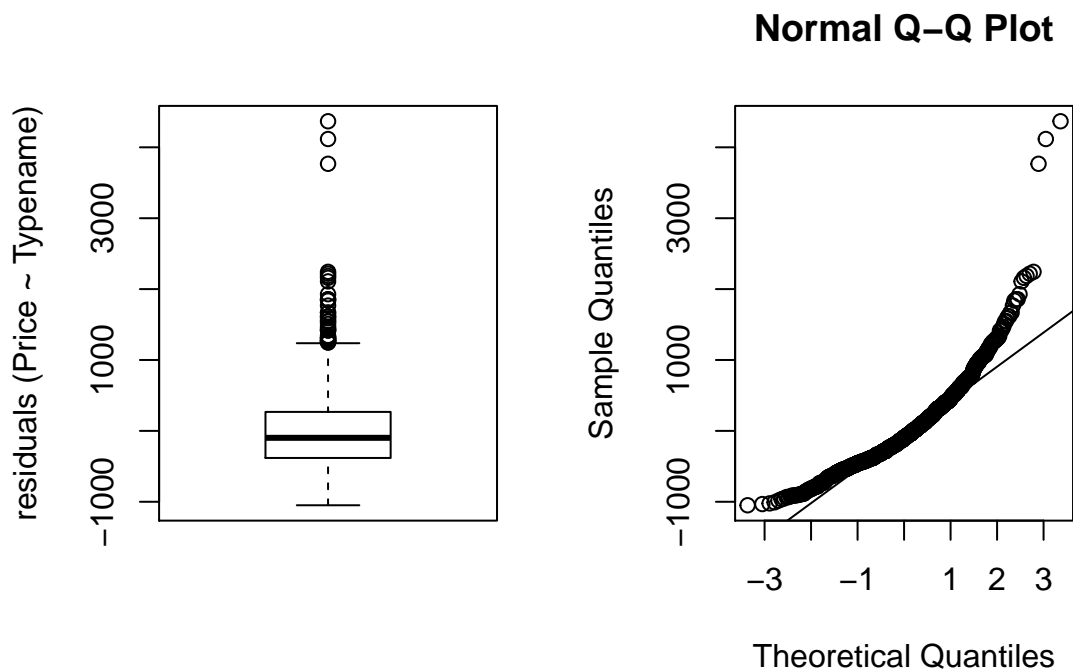 residuals (Price ~ Typename)
−1000
1000
3000
Normal Q−Q Plot
Sample Quantiles
−1000
1000
3000
−3
−1
1
2
3
Theoretical Quantiles